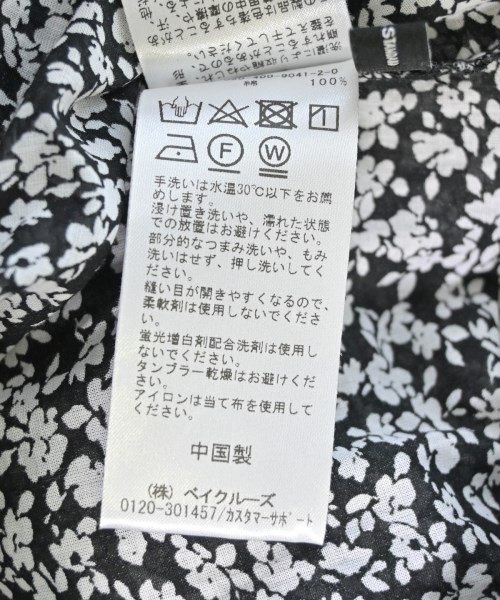 STANDA
100%
F
W
手洗いは水温30℃以下をお薦
めします。
浸け置き洗いや、濡れた状態
での放置はお避けください。
部分的なつまみ洗いや、もみ
洗いはせず、押し洗いしてく
ださい。
縫い目が開きやすくなるので、
柔軟剤は使用しないでくださ
い。
蛍光増白剤配合洗剤は使用し
ないでください。
タンブラー乾燥はお避けください。
アイロンは当て布を使用して
ください。
中国製
(株) ベイクルーズ
0120-301457/カスタマーサポート